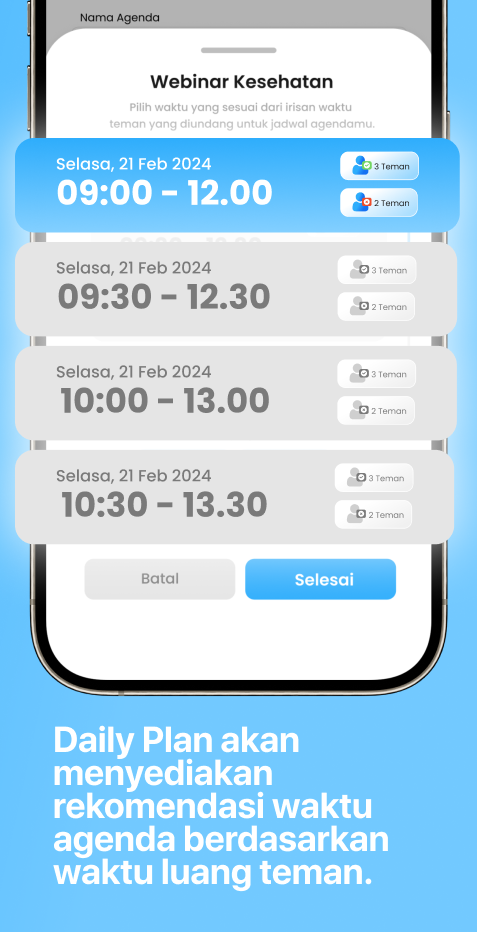 Nama Agenda
Webinar Kesehatan
Pilih waktu yang sesuai dari irisan waktu
teman yang diundang untuk jadwal agendamu.
Selasa, 21 Feb 2024
09:00 - 12.00
3 Teman
2 Teman
Selasa, 21 Feb 2024
09:30 - 12.30
3 Teman
2 Teman
Selasa, 21 Feb 2024
10:00 - 13.00
3 Teman
2 Teman
Selasa, 21 Feb 2024
10:30 - 13.30
3 Teman
2 Teman
Batal
Selesai
Daily Plan akan
menyediakan
rekomendasi waktu
agenda berdasarkan
waktu luang teman.